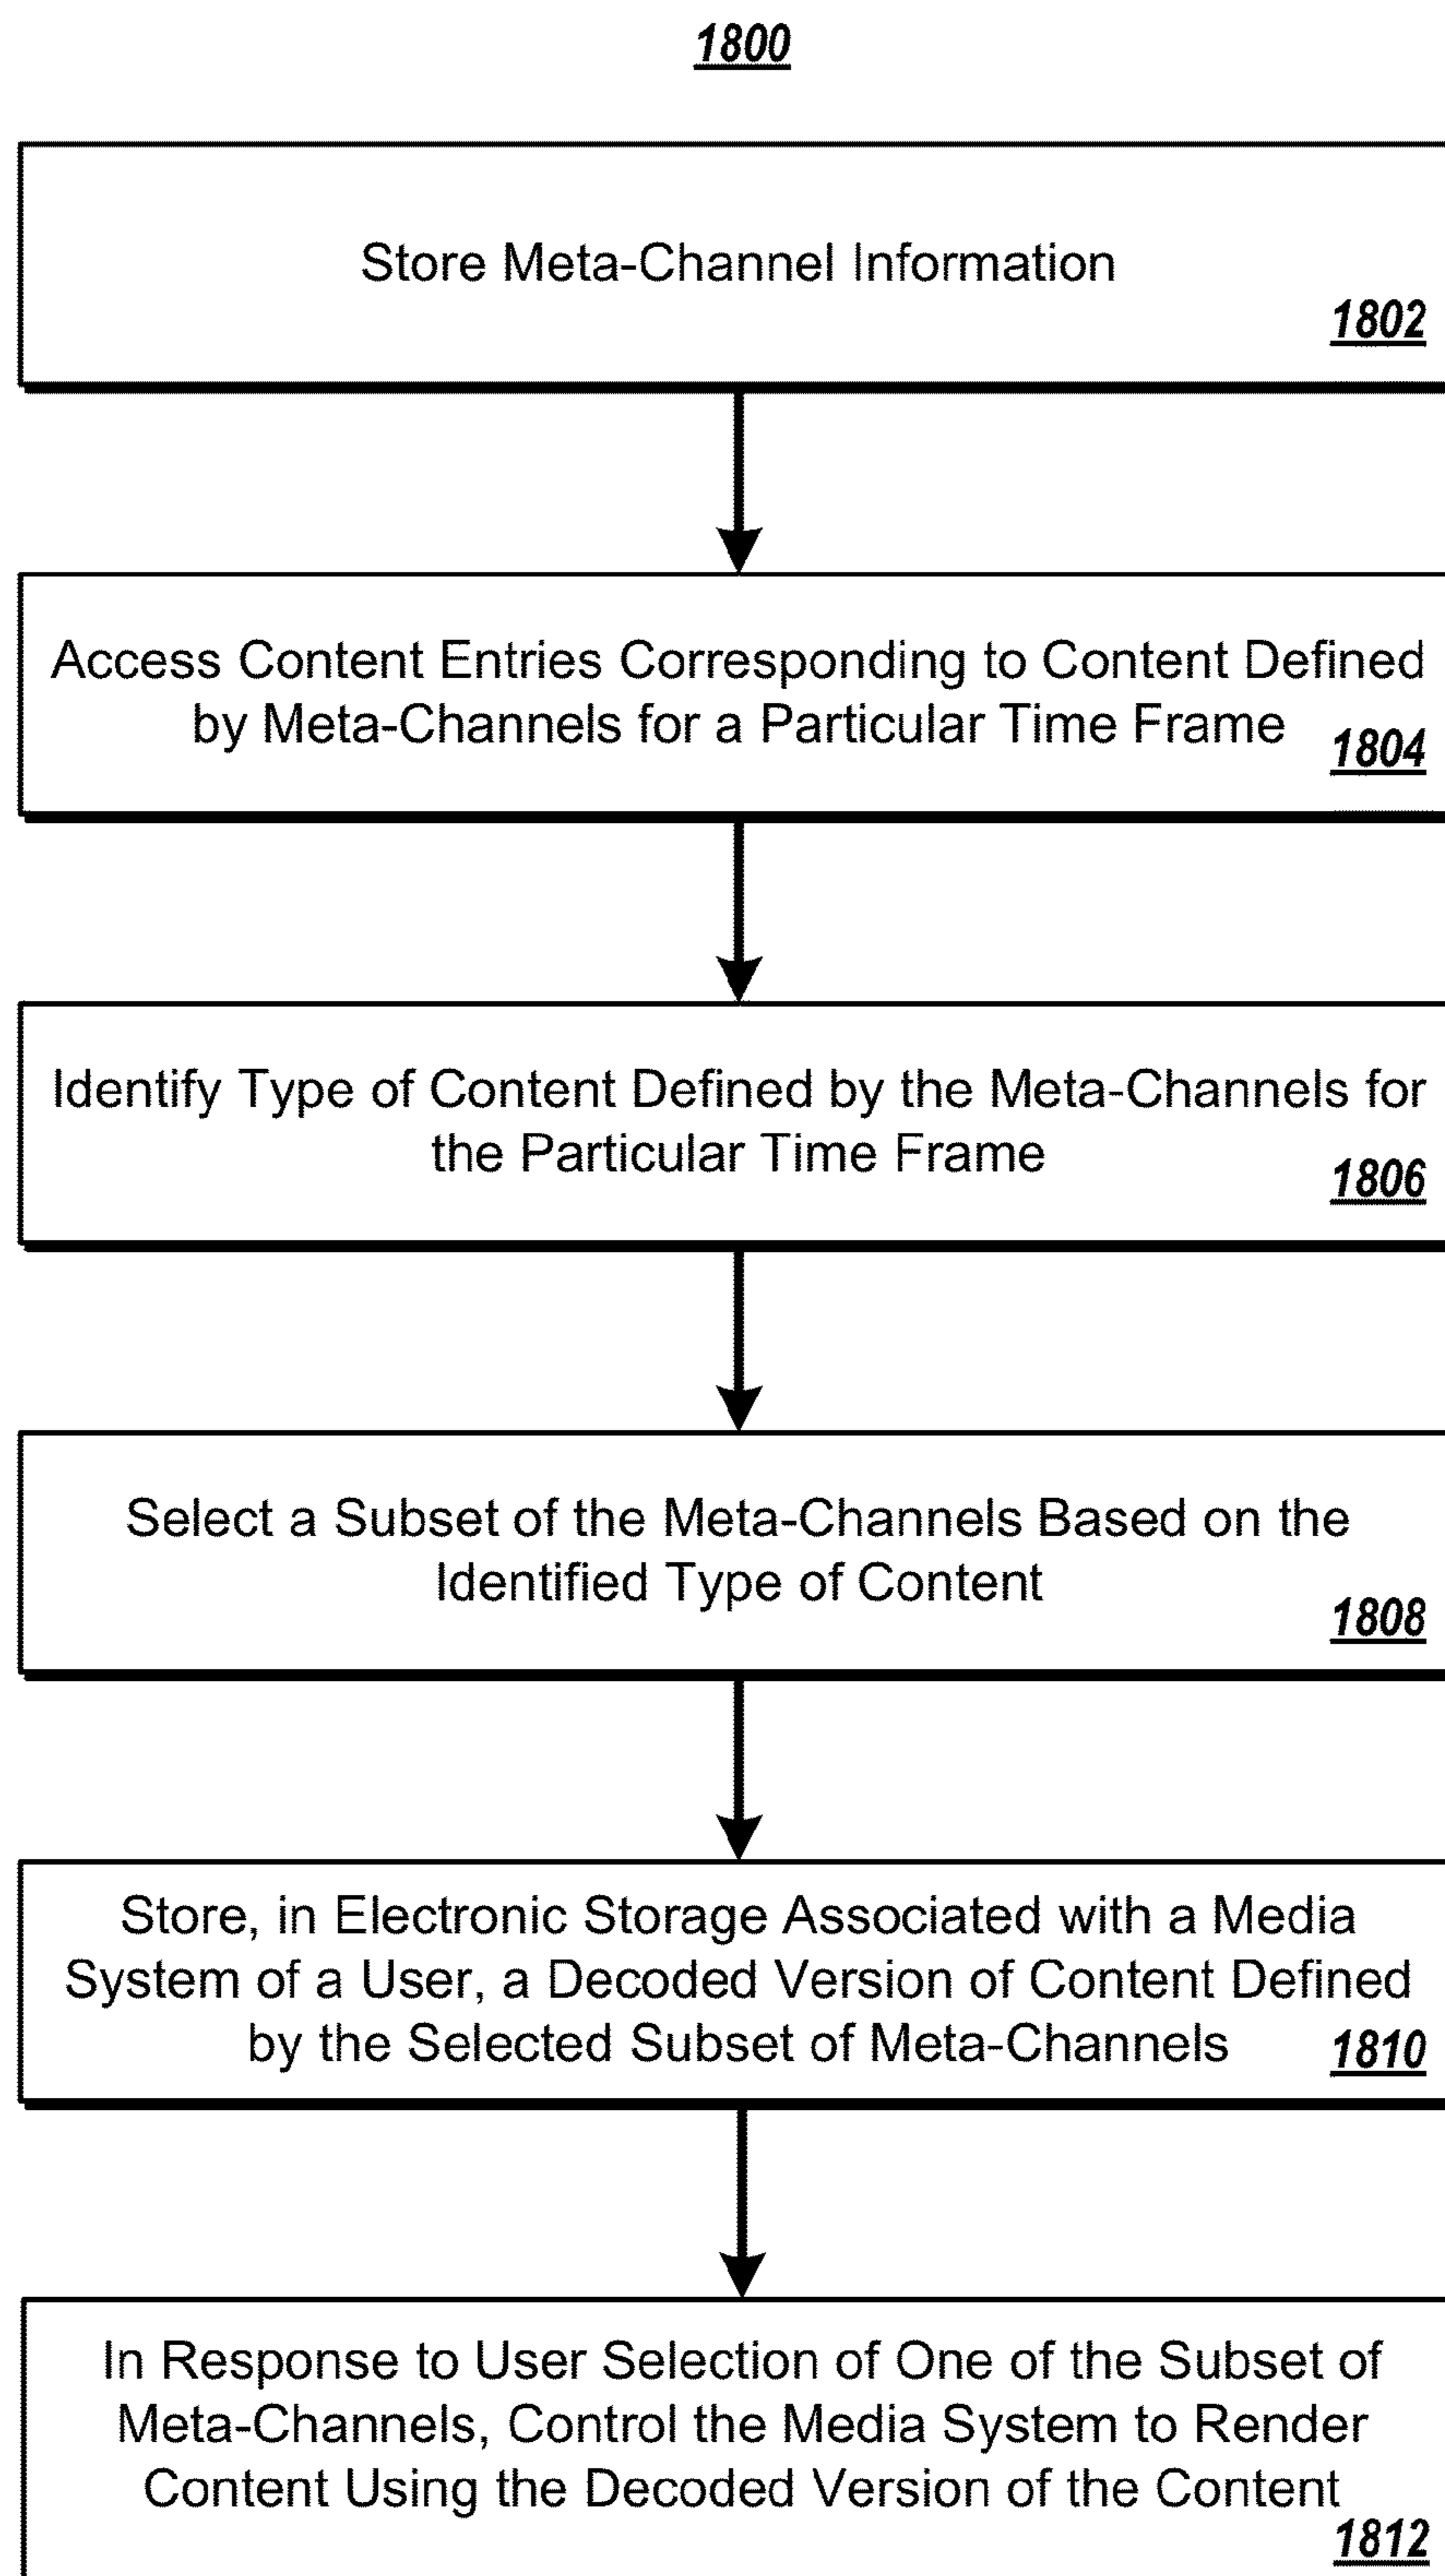 1800
Store Meta-Channel Information
1802
Access Content Entries Corresponding to Content Defined
by Meta-Channels for a Particular Time Frame
1804
Identify Type of Content Defined by the Meta-Channels for
the Particular Time Frame
1806
Select a Subset of the Meta-Channels Based on the
Identified Type of Content
1808
Store, in Electronic Storage Associated with a Media
System of a User, a Decoded Version of Content Defined
by the Selected Subset of Meta-Channels
1810
In Response to User Selection of One of the Subset of
Meta-Channels, Control the Media System to Render
Content Using the Decoded Version of the Content
1812